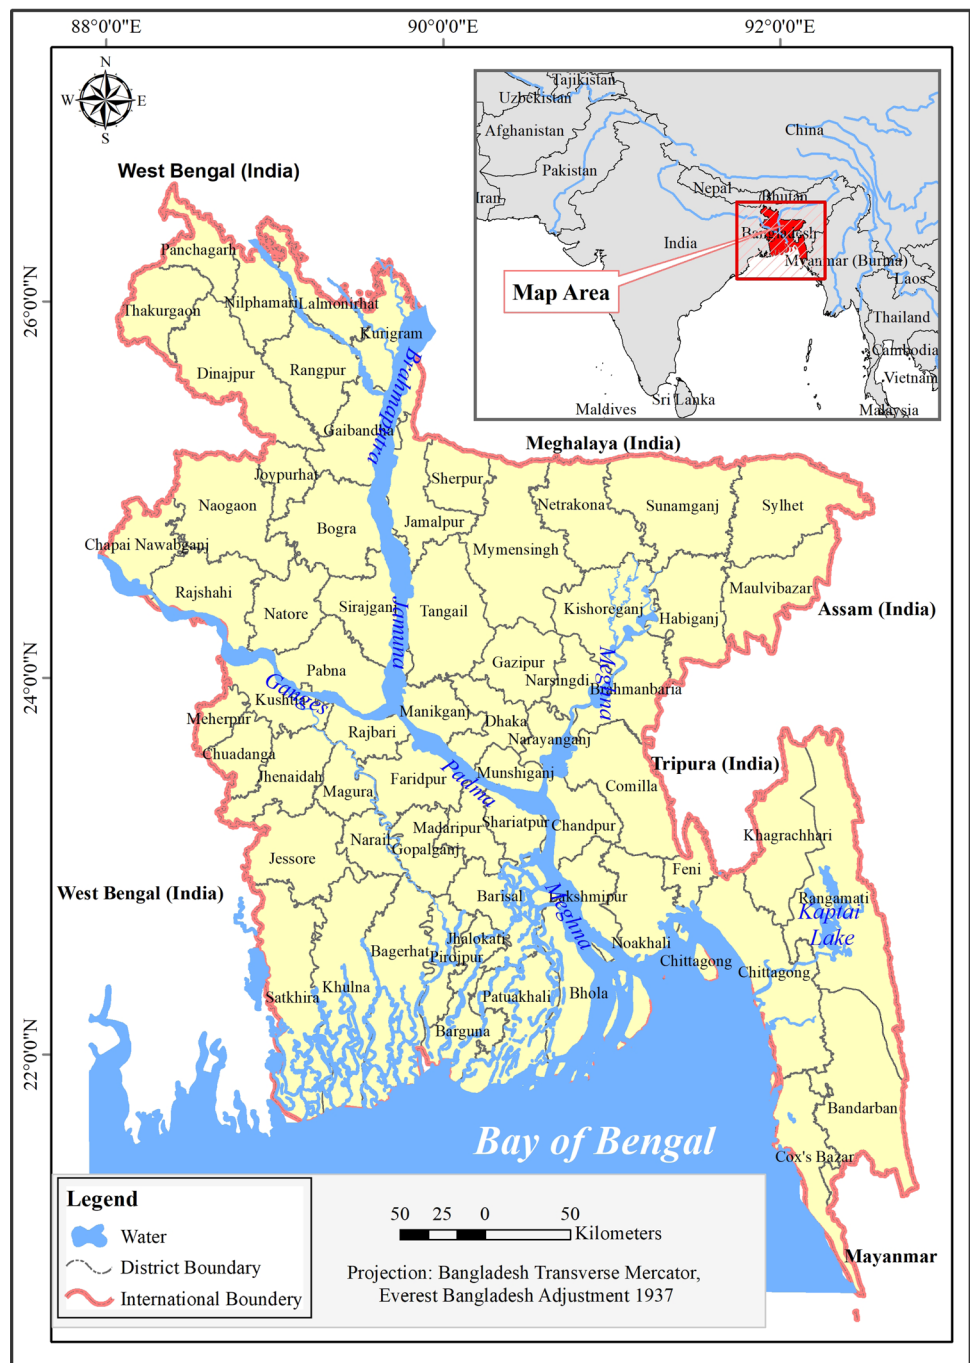 88°0'0"E
90°0'0"E
92°0'0"E
N
W
E
S
Tajikistan
Uzbekistan
Afghanistan
China
Pakistan
Iran
Nepal
Bhutan
India
Bangladesh
Myanmar (Burma)
Laos
Map Area
Thailand
Cambodia
Vietnam
Sri Lanka
Maldives
Malaysia
West Bengal (India)
26°0'0"N
Panchagarh
Thakurgaon
Nilphamari
Lalmonirhat
Kurigram
Dinajpur
Rangpur
Brahmaputra
Gaibandha
Meghalaya (India)
Joypurhat
Sherpur
Naogaon
Netrakona
Sunamganj
Sylhet
Bogra
Jamalpur
Chapai Nawabganj
Mymensingh
Rajshahi
Maulvibazar
Natore
Sirajganj
Jamuna
Tangail
Kishoreganj
Habiganj
Assam (India)
24°0'0"N
Pabna
Gazipur
Narsingdi
Meghna
Brahmanbaria
Ganges
Kushtia
Meherpur
Manikganj
Dhaka
Rajbari
Narayanganj
Chuadanga
Tripura (India)
Jhenaidah
Faridpur
Padma
Munshiganj
Magura
Comilla
Madaripur
Shariatpur
Chandpur
Khagrachhari
Narail
Gopalganj
Jessore
Feni
West Bengal (India)
Barisal
Lakshmipur
Meghna
Rangamati
Kaptai
Lake
Bagerhat
Jhalokati
Pirojpur
Noakhali
Chittagong
Chittagong
Satkhira
Khulna
Patuakhali
Bhola
Barguna
22°0'0"N
Bandarban
Bay of Bengal
Cox's Bazar
Mayanmar
Legend
Water
District Boundary
International Boundary
50 25 0 50
Kilometers
Projection: Bangladesh Transverse Mercator,
Everest Bangladesh Adjustment 1937